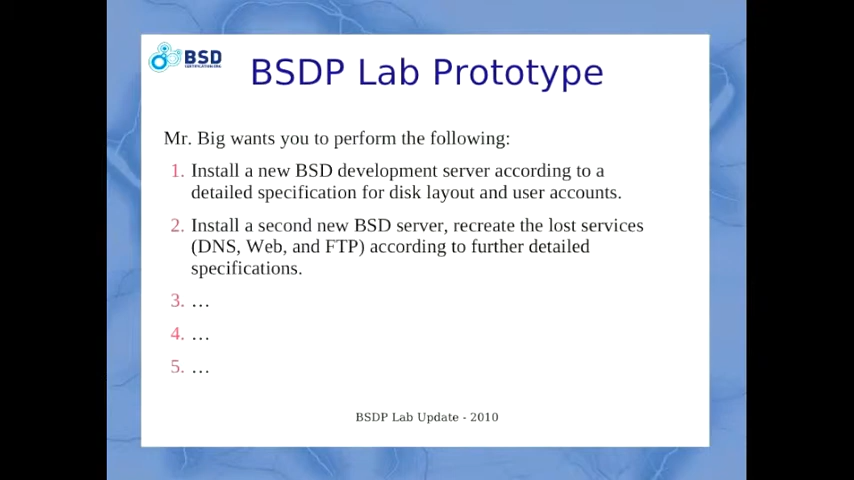 BSD
BSDP Lab Prototype
Mr. Big wants you to perform the following:
1. Install a new BSD development server according to a
detailed specification for disk layout and user accounts.
2. Install a second new BSD server, recreate the lost services
(DNS, Web, and FTP) according to further detailed
specifications.
3. …
4. …
5. …
BSDP Lab Update - 2010